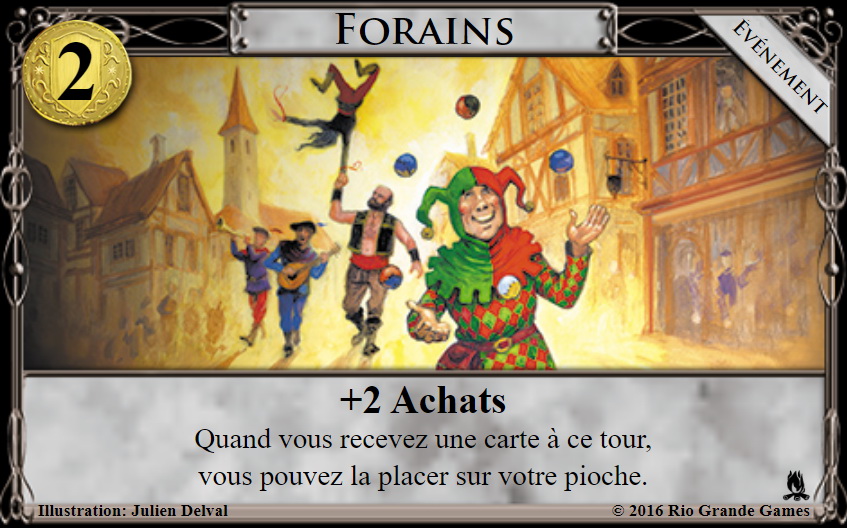 FORAINS
2
ÉVÉNEMENT
+2 Achats
Quand vous recevez une carte à ce tour,
vous pouvez la placer sur votre pioche.
Illustration: Julien Delval
© 2016 Rio Grande Games